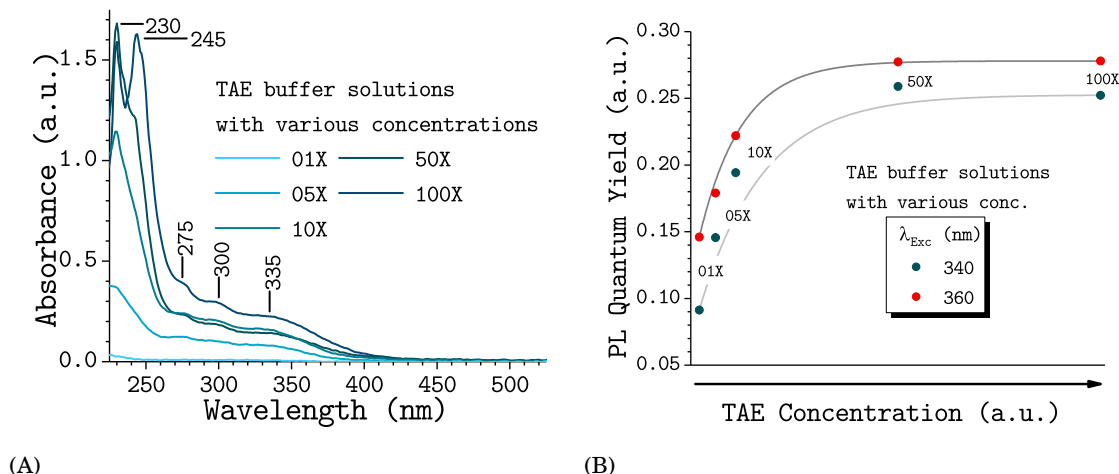 230
245
TAE buffer solutions
with various concentrations
01X 50X
05X 100X
10X
275
300
335
Absorbance (a.u.)
1.5
1.0
0.5
0.0
250 300 350 400 450 500
Wavelength (nm)
(A)
PL Quantum Yield (a.u.)
0.30
0.25
0.20
0.15
0.10
0.05
01X
05X
10X
50X
100X
TAE buffer solutions
with various conc.
λExc (nm)
340
360
TAE Concentration (a.u.)
(B)